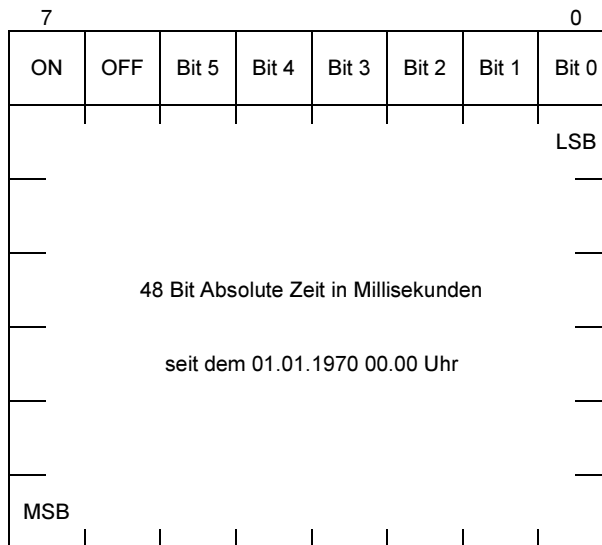 7 0
ON OFF Bit 5 Bit 4 Bit 3 Bit 2 Bit 1 Bit 0
LSB
48 Bit Absolute Zeit in Millisekunden
seit dem 01.01.1970 00.00 Uhr
MSB